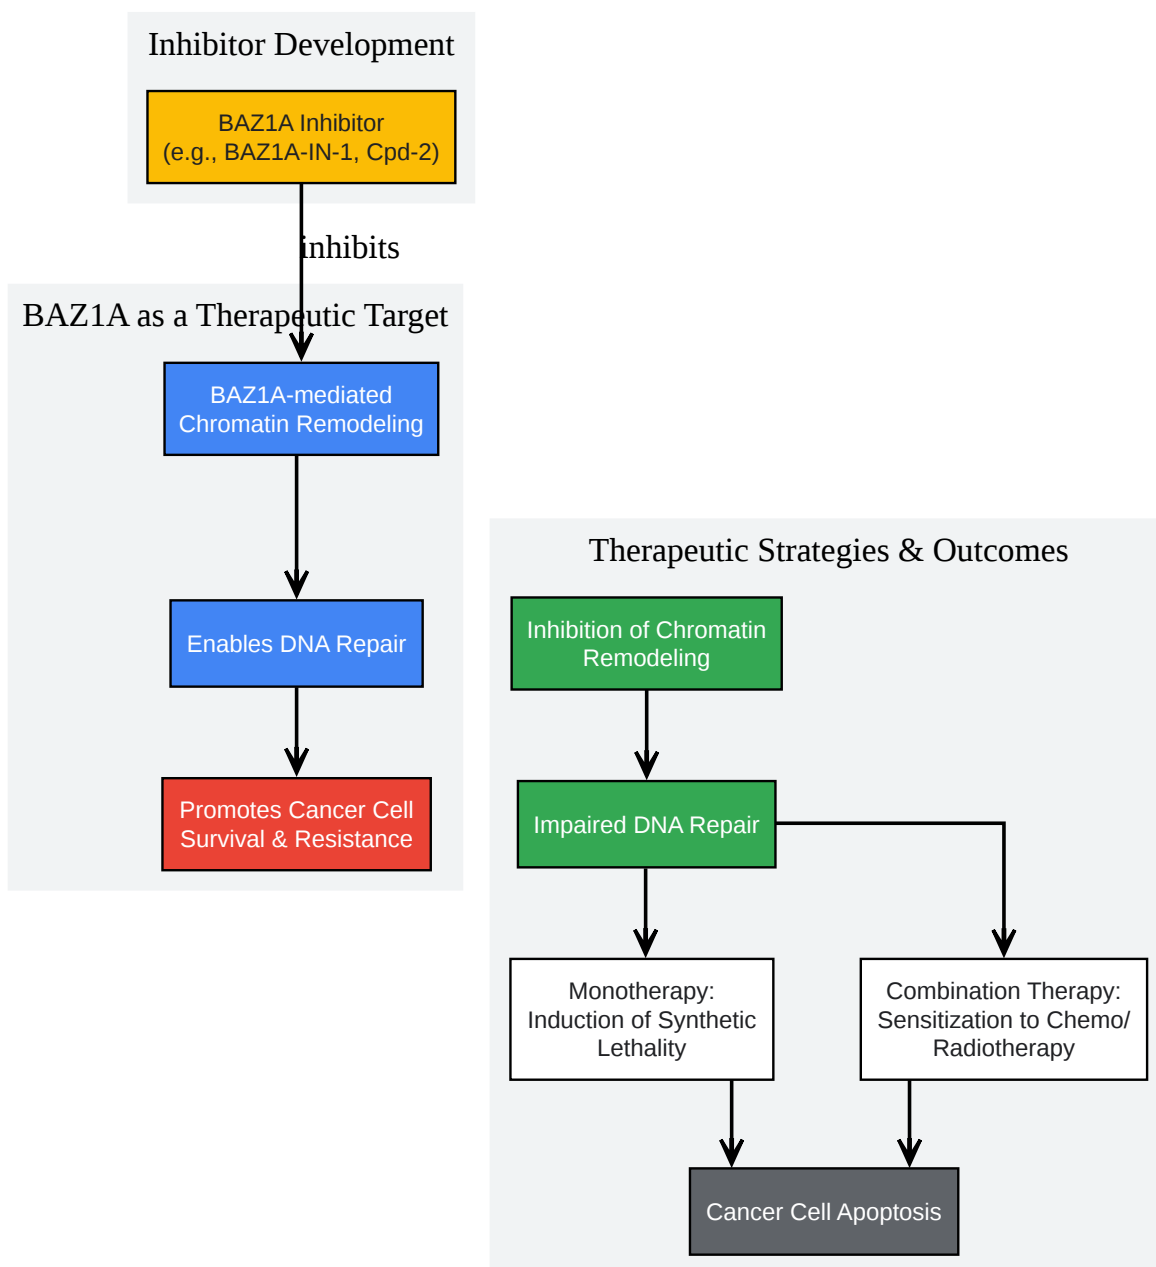 Inhibitor Development
BAZ1A Inhibitor
(e.g., BAZ1A-IN-1, Cpd-2)
inhibits
BAZ1A as a Therapeutic Target
BAZ1A-mediated
Chromatin Remodeling
Enables DNA Repair
Promotes Cancer Cell
Survival & Resistance
Therapeutic Strategies & Outcomes
Inhibition of Chromatin
Remodeling
Impaired DNA Repair
Monotherapy:
Induction of Synthetic
Lethality
Combination Therapy:
Sensitization to Chemo/
Radiotherapy
Cancer Cell Apoptosis